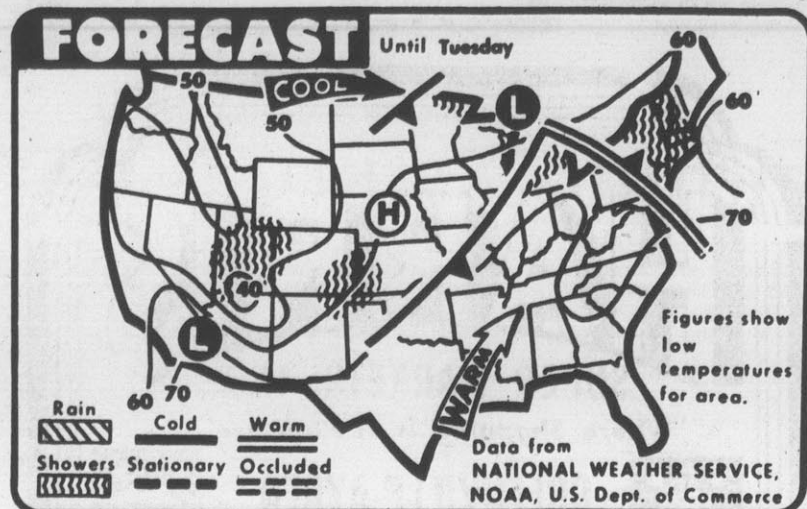 FORECAST
Until Tuesday
60
50
COOL
L
60
50
H
70
40
L
Figures show
low
temperatures
for area.
60
70
WARM
Rain
Cold
Warm
Showers
Stationary
Occluded
Data from
NATIONAL WEATHER SERVICE,
NOAA, U.S. Dept. of Commerce